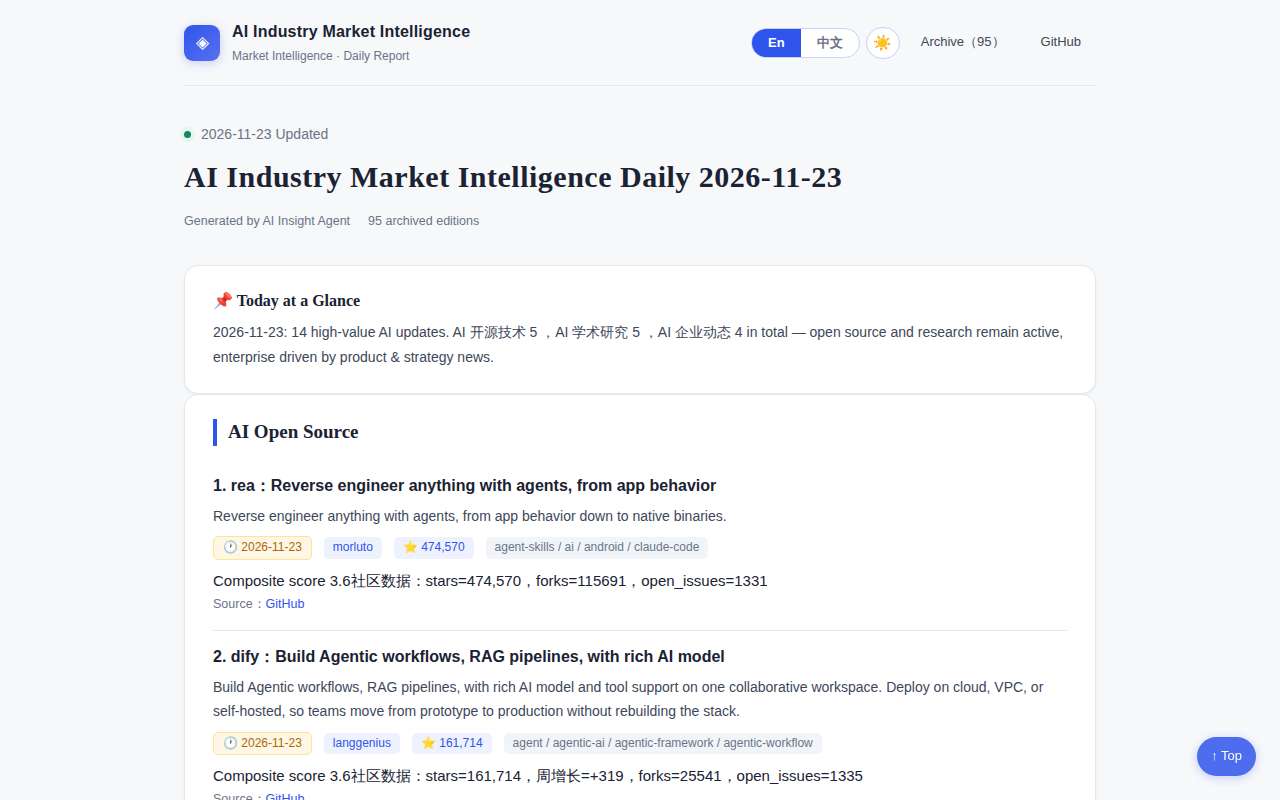 ◈
AI Industry Market Intelligence
Market Intelligence · Daily Report
En
中文
Archive（95）
GitHub
2026-11-23 Updated
AI Industry Market Intelligence Daily 2026-11-23
Generated by AI Insight Agent 95 archived editions
📌 Today at a Glance
2026-11-23: 14 high-value AI updates. AI 开源技术 5 ，AI 学术研究 5 ，AI 企业动态 4 in total — open source and research remain active,
enterprise driven by product & strategy news.
AI Open Source
1. rea：Reverse engineer anything with agents, from app behavior
Reverse engineer anything with agents, from app behavior down to native binaries.
🕐 2026-11-23 morluto ⭐ 474,570 agent-skills / ai / android / claude-code
Composite score 3.6社区数据：stars=474,570，forks=115691，open_issues=1331
Source：GitHub
2. dify：Build Agentic workflows, RAG pipelines, with rich AI model
Build Agentic workflows, RAG pipelines, with rich AI model and tool support on one collaborative workspace. Deploy on cloud, VPC, or
self-hosted, so teams move from prototype to production without rebuilding the stack.
🕐 2026-11-23 langgenius ⭐ 161,714 agent / agentic-ai / agentic-framework / agentic-workflow
Composite score 3.6社区数据：stars=161,714，周增长=+319，forks=25541，open_issues=1335
Source：GitHub
↑ Top